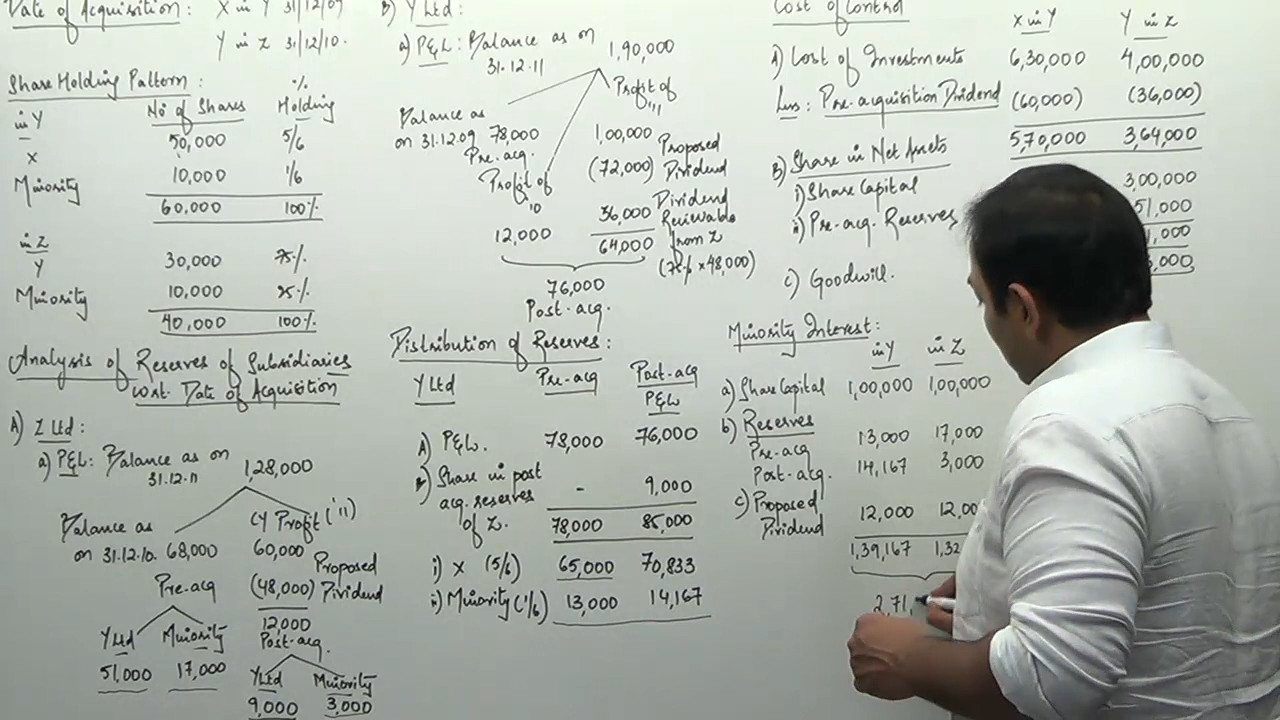 Date of Acquisition : X in Y 31/12/09
Y in Z 31/12/10.
Share Holding Pattern :
No of Shares % Holding
in Y
X 50,000 5/6
Minority 10,000 1/6
60,000 100%
in Z
Y 30,000 75%
Minority 10,000 25%
40,000 100%
Analysis of Reserves of Subsidiaries
w.r.t. Date of Acquisition
A) Z Ltd :
a) P&L : Balance as on 31.12.11 1,28,000
Balance as on 31.12.10. 68,000
Pre-acq
CY Profit ('11)
60,000
(48,000) Proposed Dividend
12,000
Post-acq.
Y Ltd Minority
51,000 17,000
Y Ltd Minority
9,000 3,000
B) Y Ltd :
a) P&L : Balance as on 31.12.11 1,90,000
Balance as on 31.12.09 78,000
Pre-acq.
Profit of '10
12,000
Profit of '11
1,00,000
(72,000) Proposed Dividend
36,000 Dividend Receivable from Z
64,000 (75% × 48,000)
76,000
Post-acq.
Distribution of Reserves :
Y Ltd Pre-acq Post-acq
P&L
A) P&L. 78,000 76,000
B) Share in post acq. reserves of Z. - 9,000
78,000 85,000
i) X (5/6) 65,000 70,833
ii) Minority (1/6) 13,000 14,167
Cost of Control
X in Y Y in Z
A) Cost of Investments 6,30,000 4,00,000
Less : Pre-acquisition Dividend (60,000) (36,000)
5,70,000 3,64,000
B) Share in Net Assets
i) Share Capital 3,00,000
ii) Pre-acq. Reserves 51,000
C) Goodwill.
Minority Interest :
in Y in Z
a) Share Capital 1,00,000 1,00,000
b) Reserves
Pre-acq 13,000 17,000
Post-acq. 14,167 3,000
c) Proposed Dividend 12,000 12,00
1,39,167 1,32
2,71,